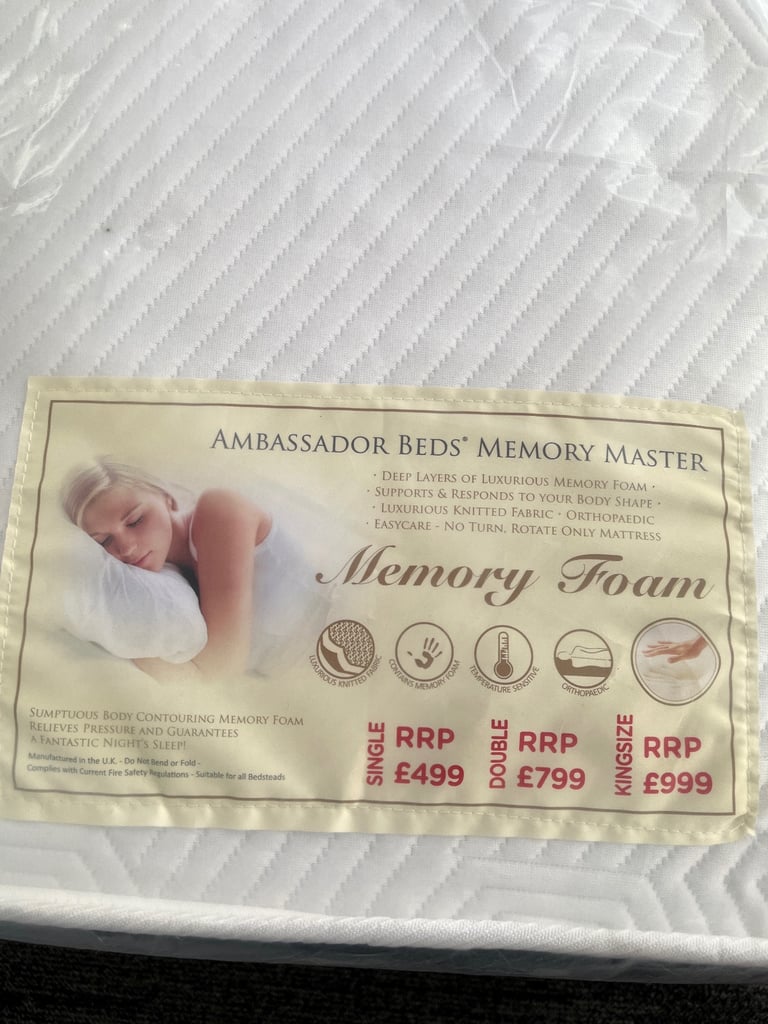 AMBASSADOR BEDS® MEMORY MASTER
· DEEP LAYERS OF LUXURIOUS MEMORY FOAM ·
· SUPPORTS & RESPONDS TO YOUR BODY SHAPE ·
· LUXURIOUS KNITTED FABRIC · ORTHOPAEDIC
· EASYCARE - NO TURN, ROTATE ONLY MATTRESS
Memory Foam
LUXURIOUS KNITTED FABRIC
CONTAINS MEMORY FOAM
TEMPERATURE SENSITIVE
ORTHOPAEDIC
SUMPTUOUS BODY CONTOURING MEMORY FOAM
RELIEVES PRESSURE AND GUARANTEES
A FANTASTIC NIGHT'S SLEEP!
Manufactured in the U.K. - Do Not Bend or Fold -
Complies with Current Fire Safety Regulations - Suitable for all Bedsteads
SINGLE
RRP
£499
DOUBLE
RRP
£799
KINGSIZE
RRP
£999